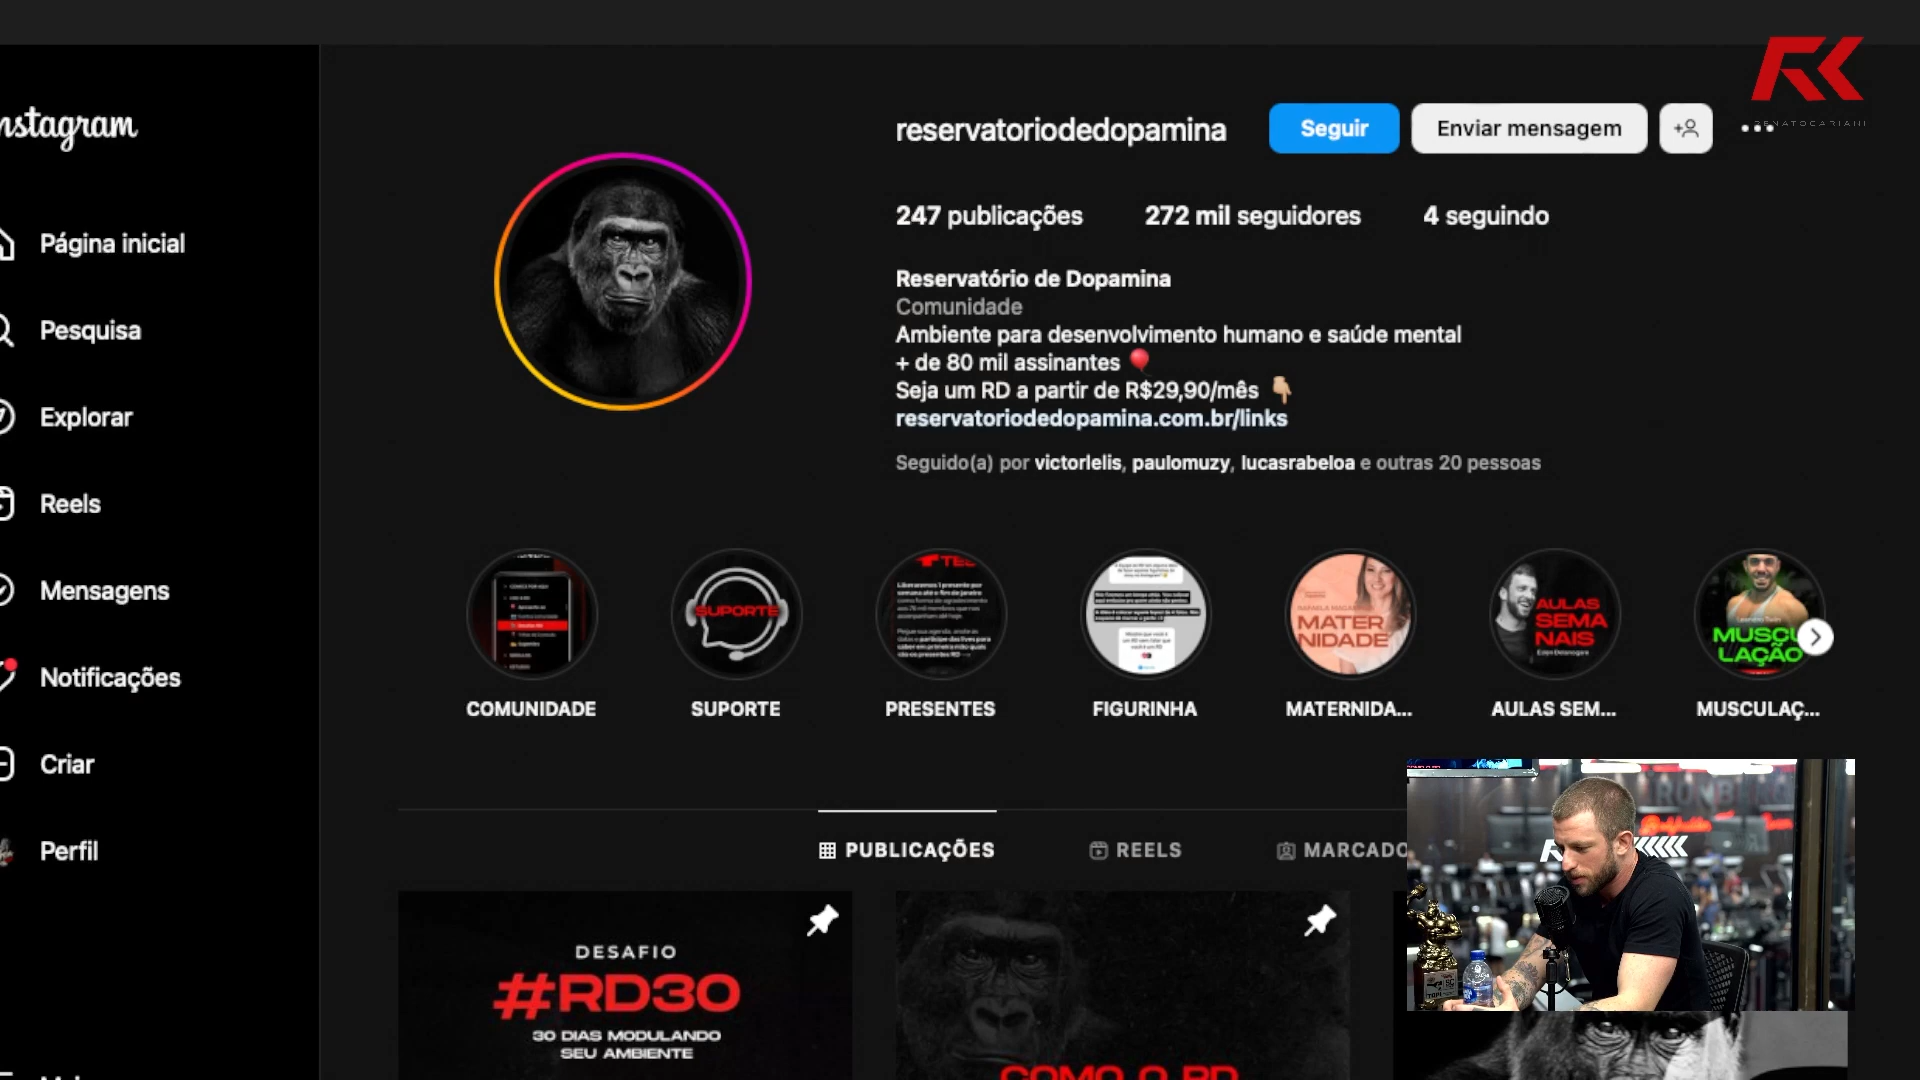 RK
RENATOCARIANI
nstagram
reservatoriodedopamina
Seguir
Enviar mensagem
247 publicações
272 mil seguidores
4 seguindo
Reservatório de Dopamina
Comunidade
Ambiente para desenvolvimento humano e saúde mental
+ de 80 mil assinantes 🎈
Seja um RD a partir de R$29,90/mês 👇🏼
reservatoriodedopamina.com.br/links
Seguido(a) por victorlelis, paulomuzy, lucasrabeloa e outras 20 pessoas
Página inicial
Pesquisa
Explorar
Reels
Mensagens
Notificações
Criar
Perfil
SUPORTE
MATER
NIDADE
AULAS
SEMA
NAIS
MUSCU
LAÇÃO
COMUNIDADE
SUPORTE
PRESENTES
FIGURINHA
MATERNIDA...
AULAS SEM...
MUSCULAÇ...
PUBLICAÇÕES
REELS
MARCADO
DESAFIO
#RD30
30 DIAS MODULANDO
SEU AMBIENTE
COMO O RD